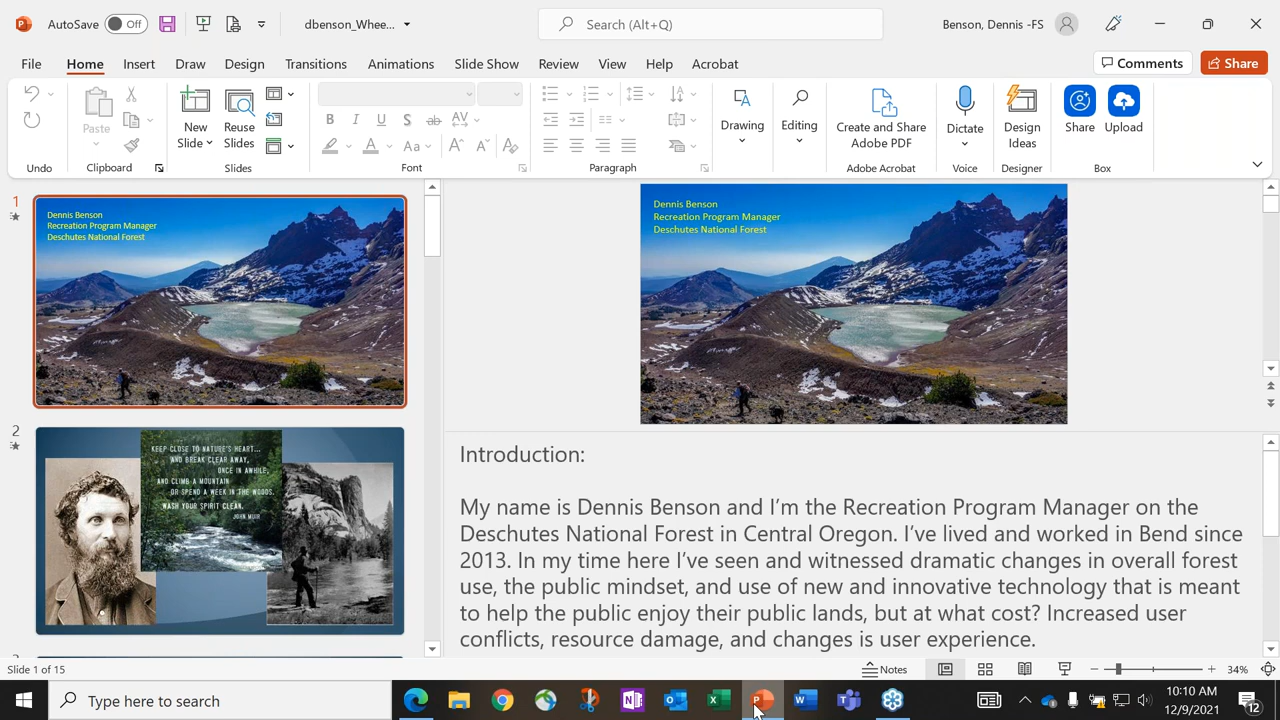 AutoSave Off dbenson_Whee... Search (Alt+Q) Benson, Dennis -FS
File Home Insert Draw Design Transitions Animations Slide Show Review View Help Acrobat Comments Share
Paste New Slide Reuse Slides
B I U S ab AV Aa A A
Drawing Editing Create and Share Adobe PDF Dictate Design Ideas Share Upload
Undo Clipboard Slides Font Paragraph Adobe Acrobat Voice Designer Box
1
Dennis Benson
Recreation Program Manager
Deschutes National Forest
2
KEEP CLOSE TO NATURE'S HEART...
AND BREAK CLEAR AWAY,
ONCE IN AWHILE,
AND CLIMB A MOUNTAIN
OR SPEND A WEEK IN THE WOODS.
WASH YOUR SPIRIT CLEAN.
JOHN MUIR
Dennis Benson
Recreation Program Manager
Deschutes National Forest
Introduction:
My name is Dennis Benson and I'm the Recreation Program Manager on the
Deschutes National Forest in Central Oregon. I've lived and worked in Bend since
2013. In my time here I've seen and witnessed dramatic changes in overall forest
use, the public mindset, and use of new and innovative technology that is meant
to help the public enjoy their public lands, but at what cost? Increased user
conflicts, resource damage, and changes is user experience.
Slide 1 of 15 Notes 34%
Type here to search
10:10 AM
12/9/2021
12